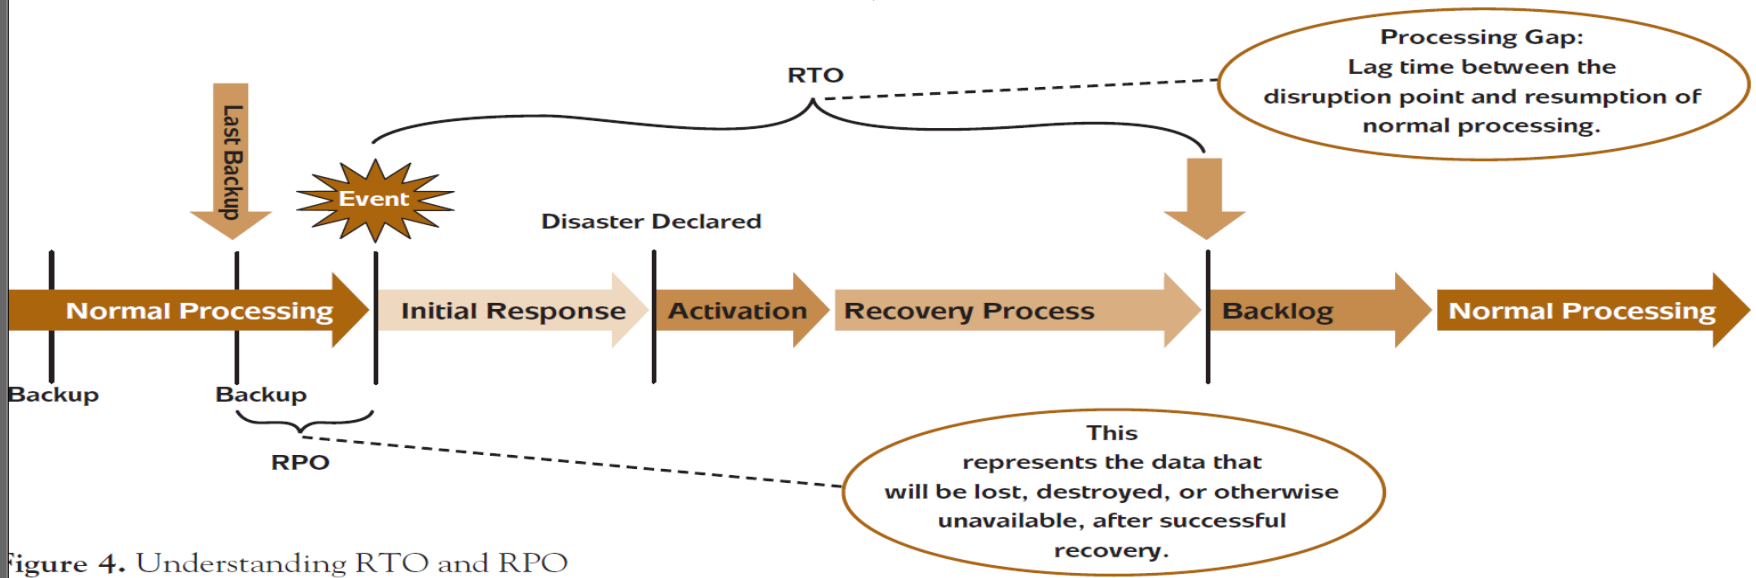 Processing Gap:
Lag time between the
disruption point and resumption of
normal processing.
RTO
Last Backup
Event
Disaster Declared
Normal Processing
Initial Response
Activation
Recovery Process
Backlog
Normal Processing
Backup
Backup
RPO
This
represents the data that
will be lost, destroyed, or otherwise
unavailable, after successful
recovery.
Figure 4. Understanding RTO and RPO